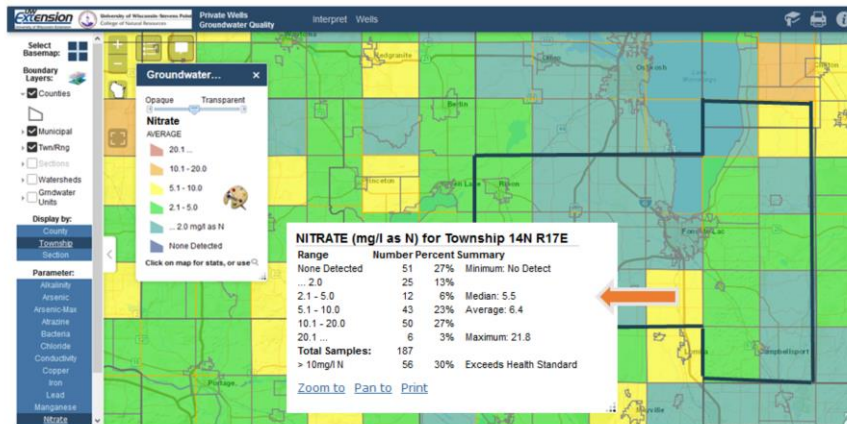 Extension
University of Wisconsin-Stevens Point
College of Natural Resources
Private Wells
Groundwater Quality
Interpret Wells
Select
Basemap:
Boundary
Layers:
Counties
Municipal
Twn/Rng
Sections
Watersheds
Grndwater
Units
Display by:
County
Township
Section
Parameter:
Alkalinity
Arsenic
Arsenic-Max
Atrazine
Bacteria
Chloride
Conductivity
Copper
Iron
Lead
Manganese
Nitrate
Groundwater... ×
Opaque Transparent
Nitrate
AVERAGE
20.1 ...
10.1 - 20.0
5.1 - 10.0
2.1 - 5.0
... 2.0 mg/l as N
None Detected
Click on map for stats, or use
Redgranite
Berlin
Princeton
Ripon
Oshkosh
Fond du Lac
Lomira
Campbellsport
Portage
NITRATE (mg/l as N) for Township 14N R17E
Range Number Percent Summary
None Detected 51 27% Minimum: No Detect
... 2.0 25 13%
2.1 - 5.0 12 6% Median: 5.5
5.1 - 10.0 43 23% Average: 6.4
10.1 - 20.0 50 27%
20.1 ... 6 3% Maximum: 21.8
Total Samples: 187
> 10mg/l N 56 30% Exceeds Health Standard
Zoom to Pan to Print